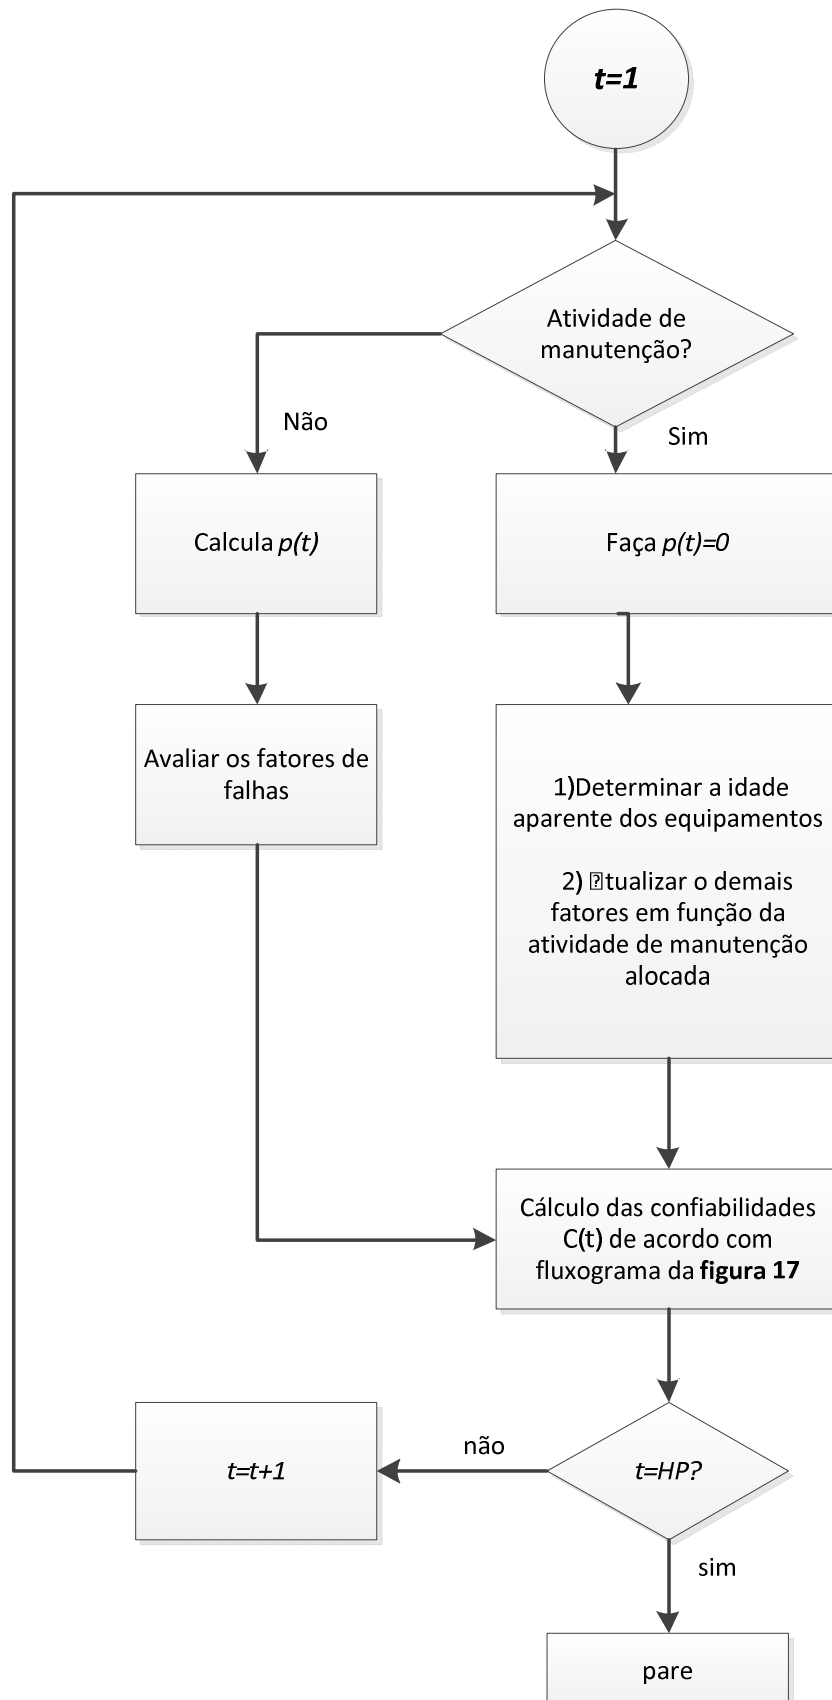 t=1
Atividade de
manutenção?
Não
Sim
Calcula p(t)
Faça p(t)=0
Avaliar os fatores de
falhas
1)Determinar a idade
aparente dos equipamentos
2) tualizar o demais
fatores em função da
atividade de manutenção
alocada
Cálculo das confiabilidades
C(t) de acordo com
fluxograma da figura 17
não
t=t+1
t=HP?
sim
pare